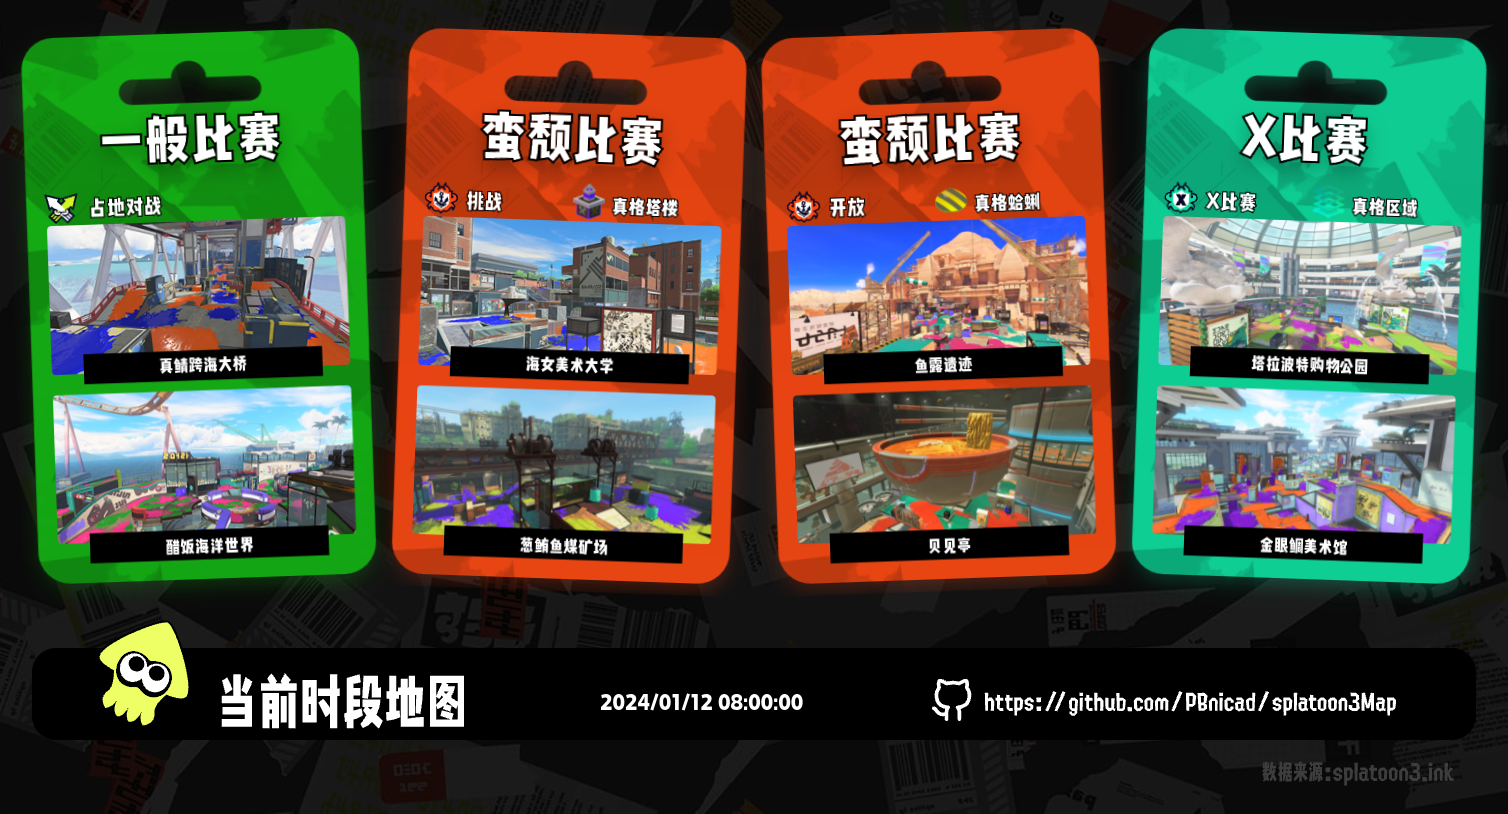 一般比赛
占地对战
真鲭跨海大桥
醋饭海洋世界
蛮颓比赛
挑战
真格塔楼
海女美术大学
葱鲔鱼煤矿场
蛮颓比赛
开放
真格蛤蜊
鱼露遗迹
贝贝亭
X比赛
X比赛
真格区域
塔拉波特购物公园
金眼鲷美术馆
当前时段地图
2024/01/12 08:00:00
https://github.com/PBnicad/splatoon3Map
数据来源:splatoon3.ink